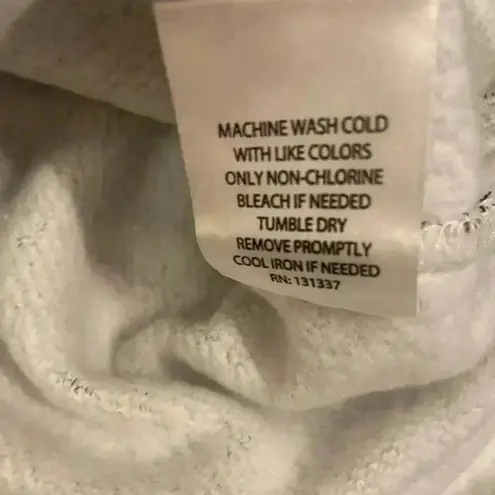 MACHINE WASH COLD
WITH LIKE COLORS
ONLY NON-CHLORINE
BLEACH IF NEEDED
TUMBLE DRY
REMOVE PROMPTLY
COOL IRON IF NEEDED
RN: 131337